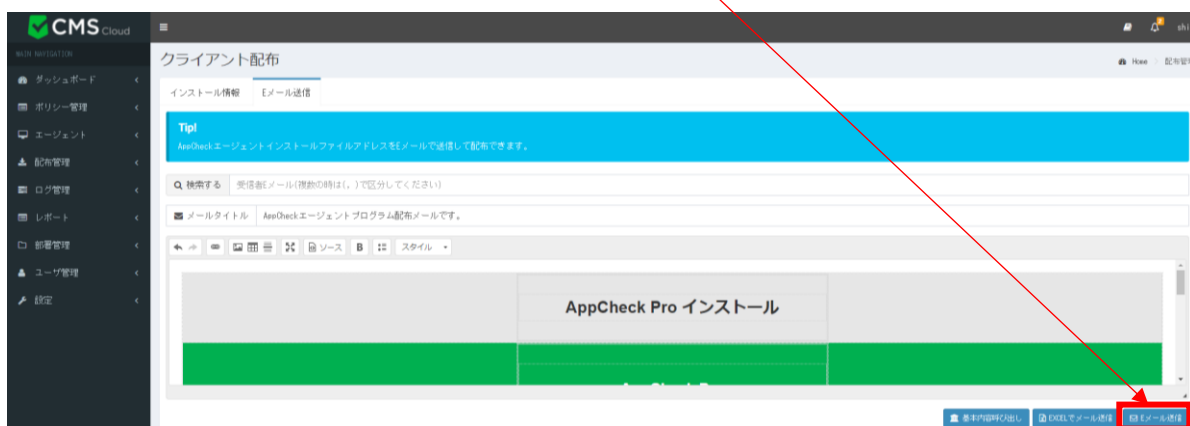 CMS Cloud
shi
MAIN NAVIGATION
クライアント配布
Home > 配布管理
ダッシュボード
ポリシー管理
エージェント
配布管理
ログ管理
レポート
部署管理
ユーザ管理
設定
インストール情報 Eメール送信
Tip!
AppCheckエージェントインストールファイルアドレスをEメールで送信して配布できます。
検索する 受信者Eメール(複数の時は(,)で区分してください)
メールタイトル AppCheckエージェントプログラム配布メールです。
ソース B スタイル
AppCheck Pro インストール
基本内容呼び出し EXCELでメール送信 Eメール送信